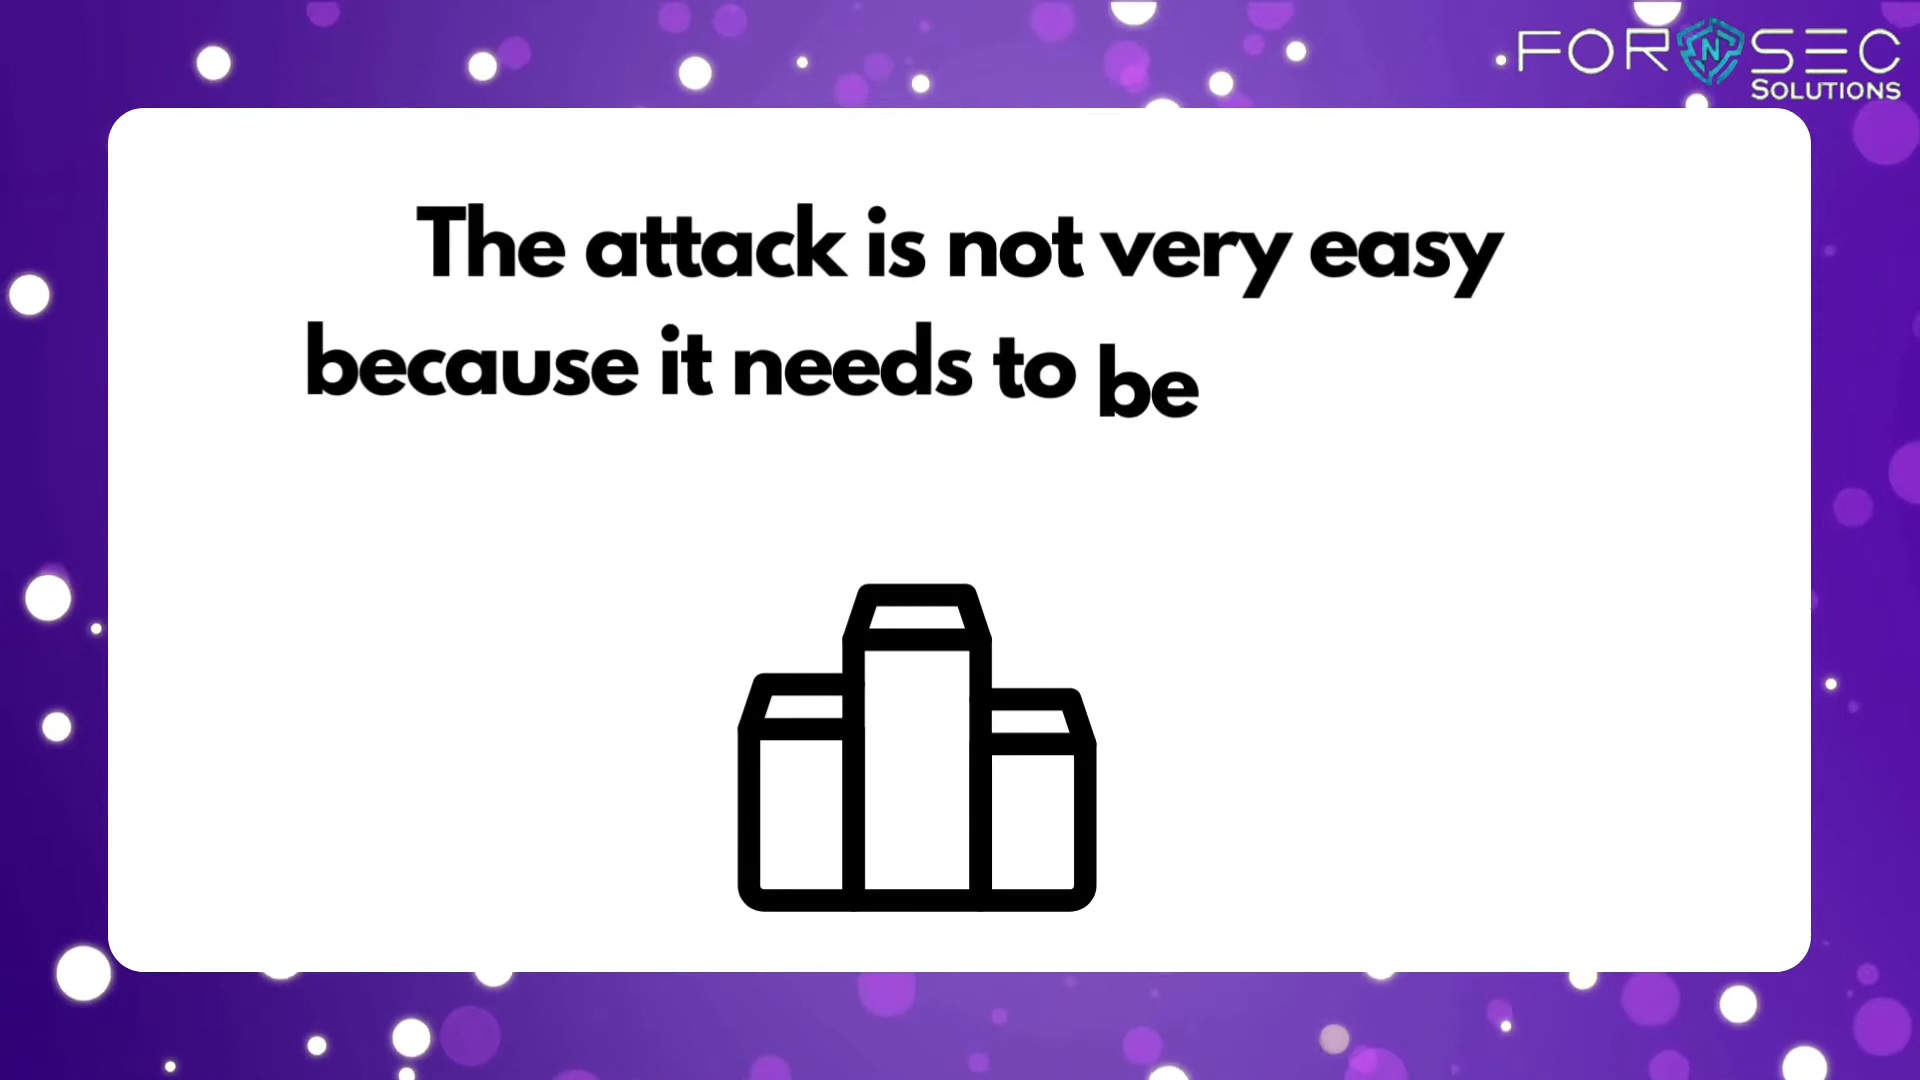 FORNSEC
SOLUTIONS
The attack is not very easy
because it needs to be